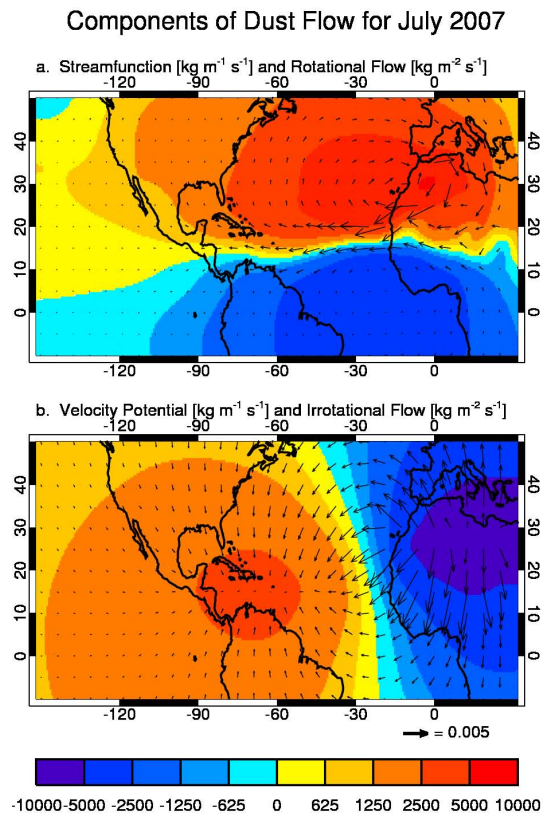 Components of Dust Flow for July 2007
a. Streamfunction [kg m-1 s-1] and Rotational Flow [kg m-2 s-1]
-120 -90 -60 -30 0
40 40
30 30
20 20
10 10
0 0
-120 -90 -60 -30 0
b. Velocity Potential [kg m-1 s-1] and Irrotational Flow [kg m-2 s-1]
-120 -90 -60 -30 0
40 40
30 30
20 20
10 10
0 0
-120 -90 -60 -30 0
= 0.005
-10000 -5000 -2500 -1250 -625 0 625 1250 2500 5000 10000